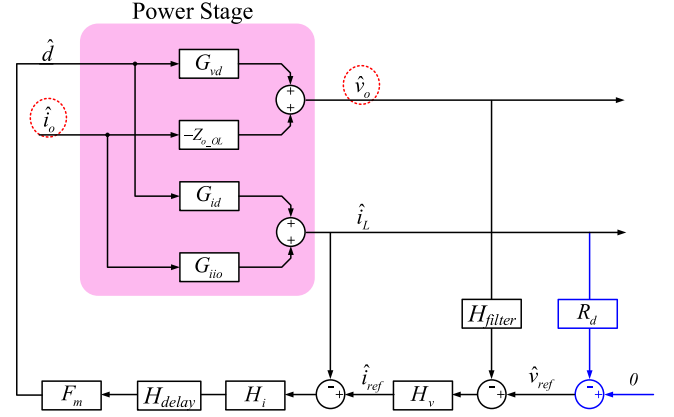 Power Stage
d̂
G_vd
v̂_o
î_o
−Z_o_OL
+
+
G_id
î_L
+
+
G_iio
H_filter
R_d
F_m
H_delay
H_i
-
+
î_ref
H_v
-
+
v̂_ref
-
+
0